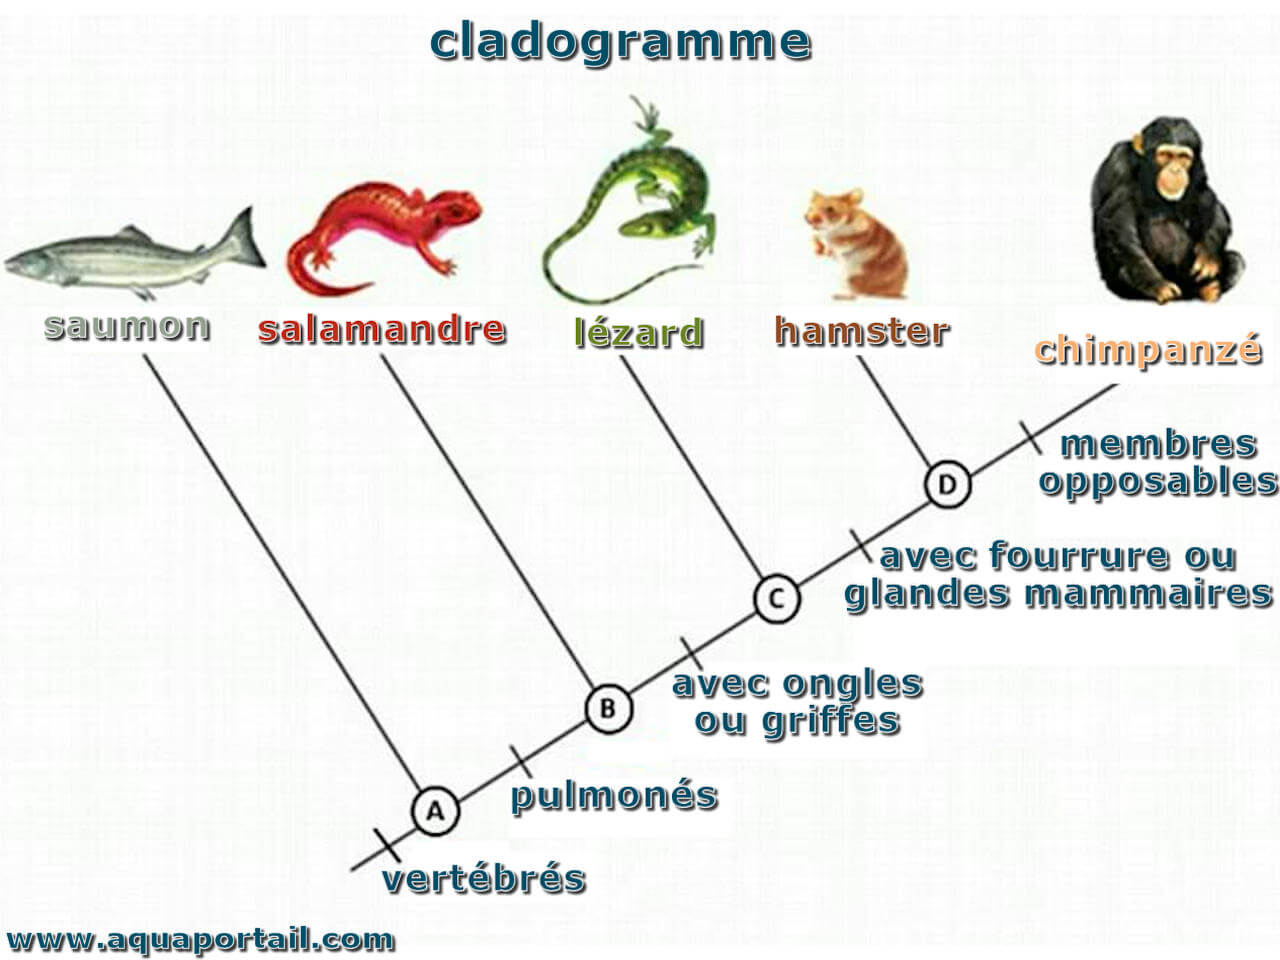 cladogramme
saumon
salamandre
lézard
hamster
chimpanzé
membres
opposables
D
avec fourrure ou
glandes mammaires
C
avec ongles
ou griffes
B
pulmonés
A
vertébrés
www.aquaportail.com